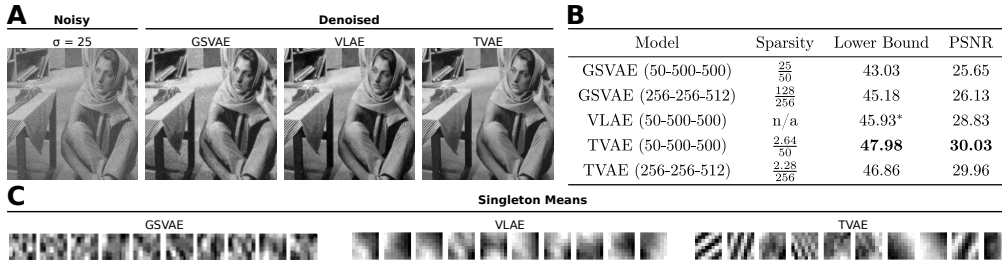 A
Noisy
Denoised
σ = 25
GSVAE
VLAE
TVAE
B
Model Sparsity Lower Bound PSNR
GSVAE (50-500-500) 25/50 43.03 25.65
GSVAE (256-256-512) 128/256 45.18 26.13
VLAE (50-500-500) n/a 45.93* 28.83
TVAE (50-500-500) 2.64/50 47.98 30.03
TVAE (256-256-512) 2.28/256 46.86 29.96
C
Singleton Means
GSVAE
VLAE
TVAE